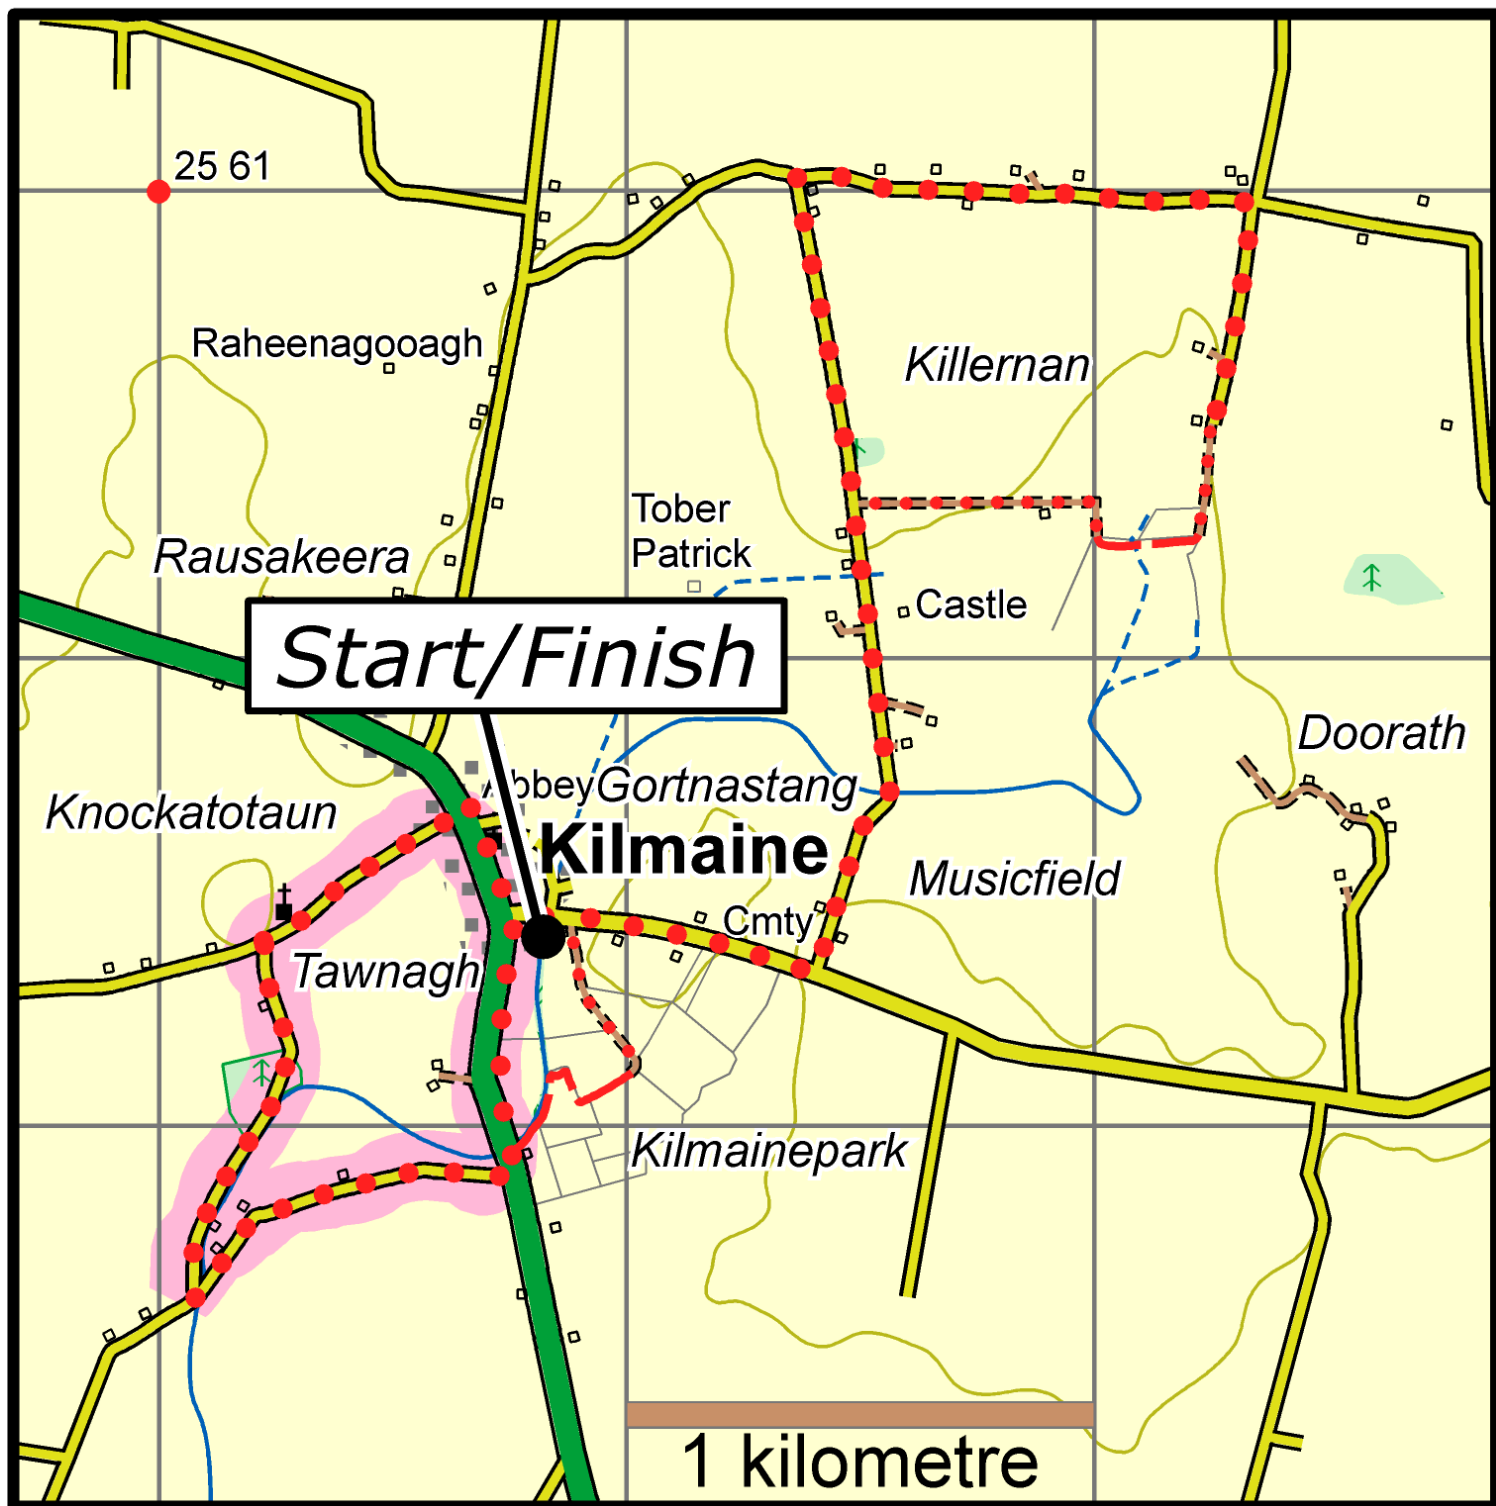 25 61
Raheenagooagh
Killernan
Tober
Patrick
Rausakeera
Castle
Start/Finish
Doorath
Gortnastang
Knockatotaun
Kilmaine
Musicfield
Cmty
Tawnagh
Kilmainepark
1 kilometre